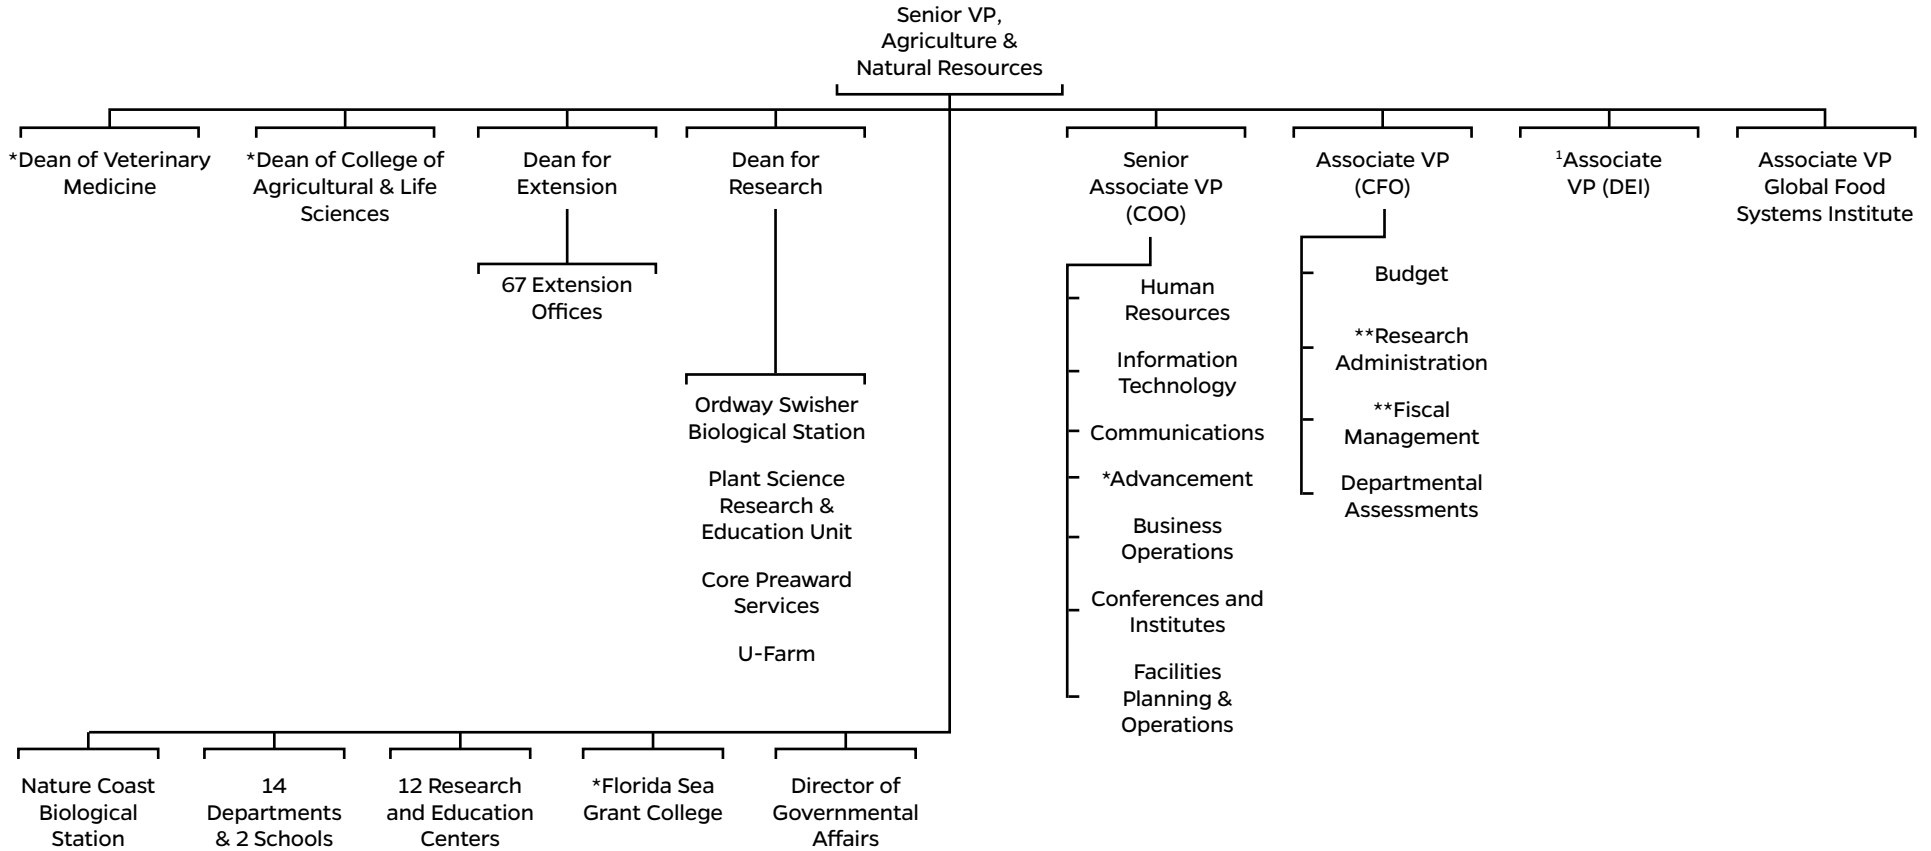 Senior VP,
Agriculture &
Natural Resources
*Dean of Veterinary
Medicine
*Dean of College of
Agricultural & Life
Sciences
Dean for
Extension
Dean for
Research
Senior
Associate VP
(COO)
Associate VP
(CFO)
¹Associate
VP (DEI)
Associate VP
Global Food
Systems Institute
67 Extension
Offices
Ordway Swisher
Biological Station
Plant Science
Research &
Education Unit
Core Preaward
Services
U-Farm
Human
Resources
Information
Technology
Communications
*Advancement
Business
Operations
Conferences and
Institutes
Facilities
Planning &
Operations
Budget
**Research
Administration
**Fiscal
Management
Departmental
Assessments
Nature Coast
Biological
Station
14
Departments
& 2 Schools
12 Research
and Education
Centers
*Florida Sea
Grant College
Director of
Governmental
Affairs